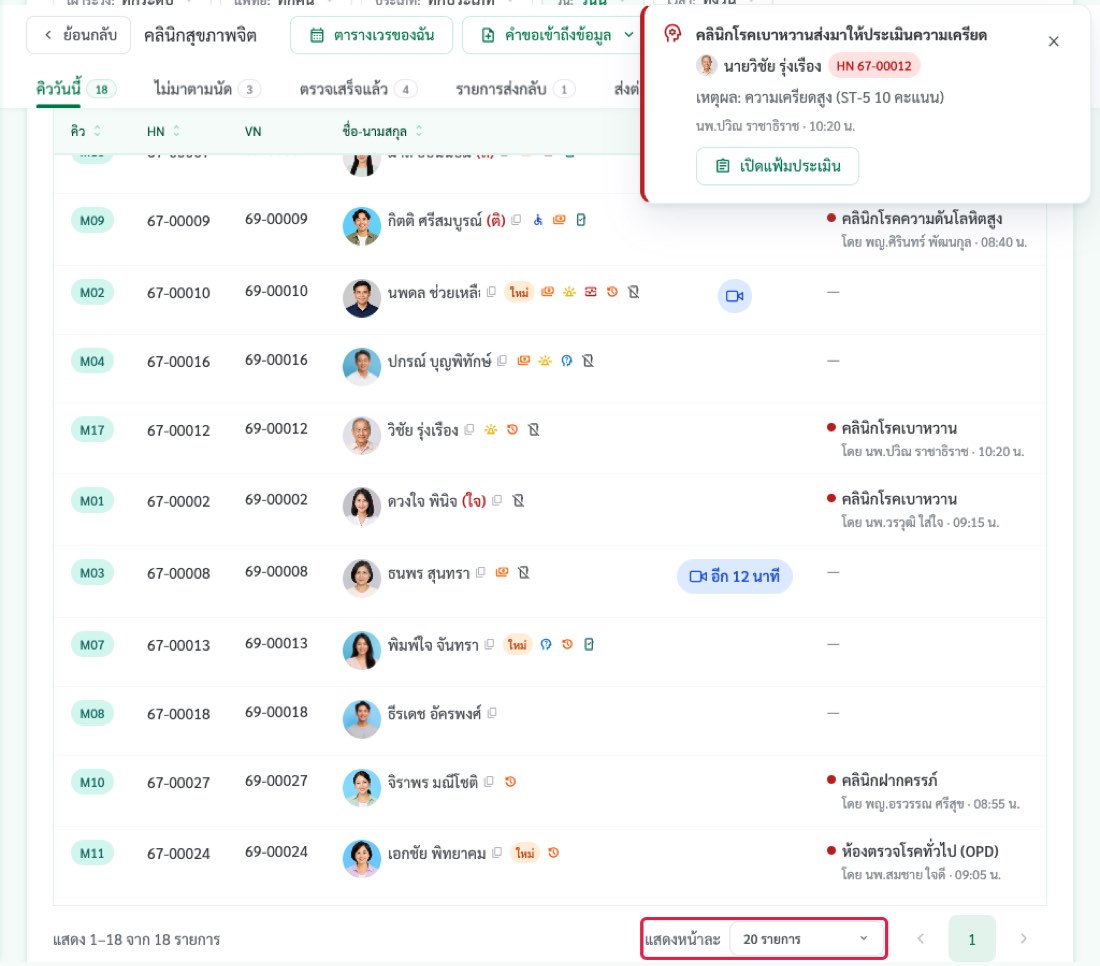 ย้อนกลับ
คลินิกสุขภาพจิต
ตารางเวรของฉัน
คำขอเข้าถึงข้อมูล
คลินิกโรคเบาหวานส่งมาให้ประเมินความเครียด
นายวิชัย รุ่งเรือง HN 67-00012
เหตุผล: ความเครียดสูง (ST-5 10 คะแนน)
นพ.ปวิณ ราชาธิราช · 10:20 น.
เปิดแฟ้มประเมิน
คิววันนี้ 18
ไม่มาตามนัด 3
ตรวจเสร็จแล้ว 4
รายการส่งกลับ 1
คิว HN VN ชื่อ-นามสกุล
M09 67-00009 69-00009 กิตติ ศรีสมบูรณ์ (ติ) คลินิกโรคความดันโลหิตสูง
โดย พญ.ศิรินทร์ พัฒนกุล · 08:40 น.
M02 67-00010 69-00010 นพดล ช่วยเหลื ใหม่ —
M04 67-00016 69-00016 ปกรณ์ บุญพิทักษ์ —
M17 67-00012 69-00012 วิชัย รุ่งเรือง คลินิกโรคเบาหวาน
โดย นพ.ปวิณ ราชาธิราช · 10:20 น.
M01 67-00002 69-00002 ดวงใจ พินิจ (ใจ) คลินิกโรคเบาหวาน
โดย นพ.วรวุฒิ ใส่ใจ · 09:15 น.
M03 67-00008 69-00008 ธนพร สุนทรา อีก 12 นาที —
M07 67-00013 69-00013 พิมพ์ใจ จันทรา ใหม่ —
M08 67-00018 69-00018 ธีรเดช อัครพงศ์ —
M10 67-00027 69-00027 จิราพร มณีโชติ คลินิกฝากครรภ์
โดย พญ.อรวรรณ ศรีสุข · 08:55 น.
M11 67-00024 69-00024 เอกชัย พิทยาคม ใหม่ ห้องตรวจโรคทั่วไป (OPD)
โดย นพ.สมชาย ใจดี · 09:05 น.
แสดง 1–18 จาก 18 รายการ
แสดงหน้าละ 20 รายการ
1